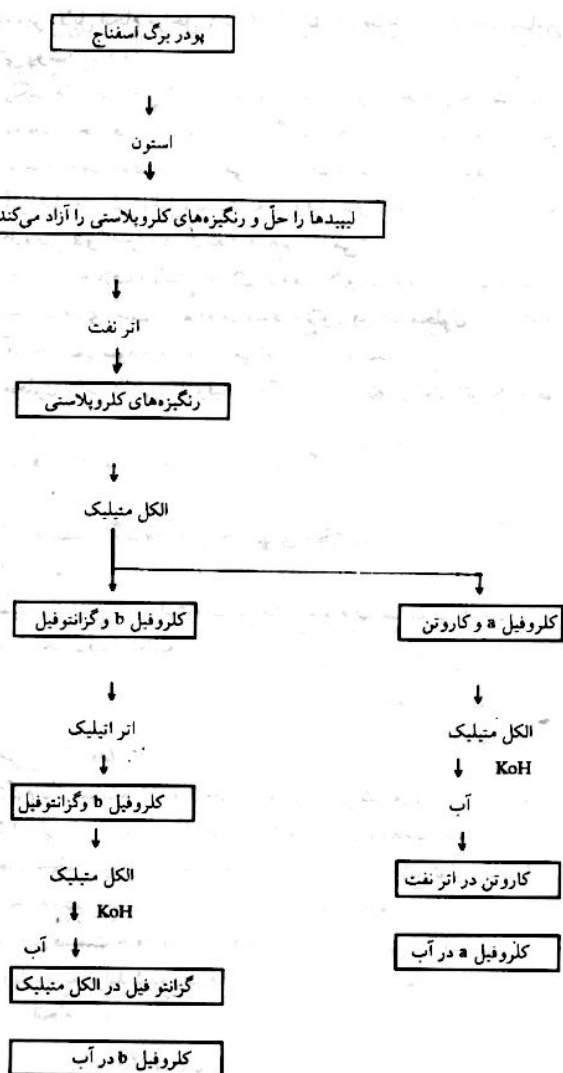 پودر برگ اسفناج
استون
لیپیدها را حلّ و رنگیزه‌های کلروپلاستی را آزاد می‌کند
اتر نفت
رنگیزه‌های کلروپلاستی
الکل متیلیک
کلروفیل a و کاروتن
کلروفیل b و گزانتوفیل
الکل متیلیک
KoH
آب
کاروتن در اتر نفت
کلروفیل a در آب
اتر اتیلیک
کلروفیل b وگزانتوفیل
الکل متیلیک
KoH
آب
گزانتر فیل در الکل متیلیک
کلروفیل b در آب